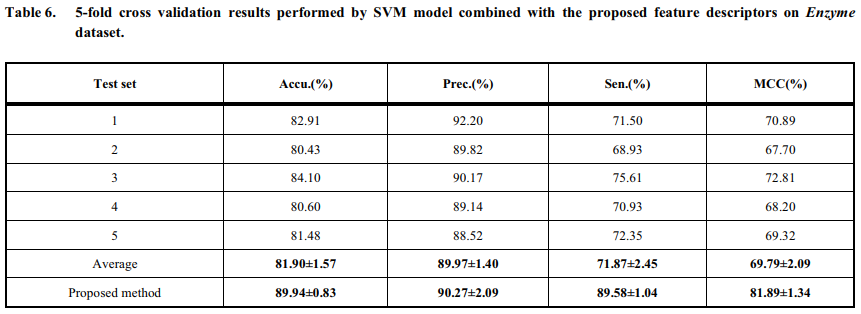 Table 6. 5-fold cross validation results performed by SVM model combined with the proposed feature descriptors on Enzyme
dataset.
Test set Accu.(%) Prec.(%) Sen.(%) MCC(%)
1 82.91 92.20 71.50 70.89
2 80.43 89.82 68.93 67.70
3 84.10 90.17 75.61 72.81
4 80.60 89.14 70.93 68.20
5 81.48 88.52 72.35 69.32
Average 81.90±1.57 89.97±1.40 71.87±2.45 69.79±2.09
Proposed method 89.94±0.83 90.27±2.09 89.58±1.04 81.89±1.34